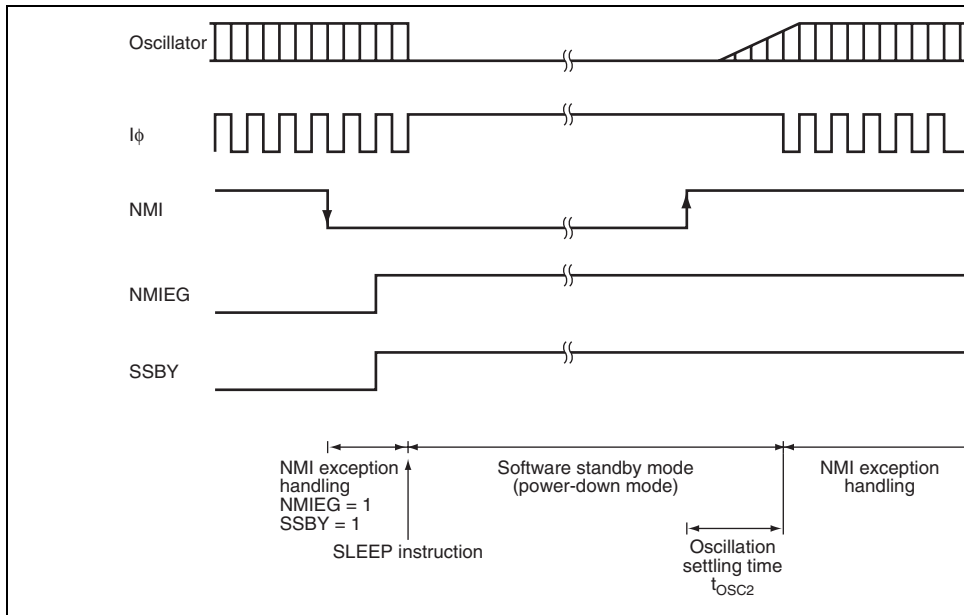 Oscillator
Iϕ
NMI
NMIEG
SSBY
NMI exception
handling
NMIEG = 1
SSBY = 1
SLEEP instruction
Software standby mode
(power-down mode)
Oscillation
settling time
tOSC2
NMI exception
handling